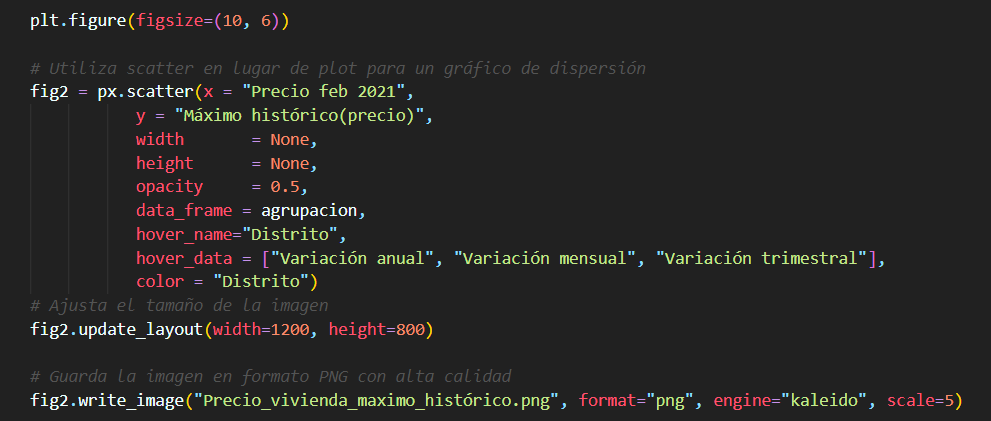 plt.figure(figsize=(10, 6))
# Utiliza scatter en lugar de plot para un gráfico de dispersión
fig2 = px.scatter(x = "Precio feb 2021",
y = "Máximo histórico(precio)",
width = None,
height = None,
opacity = 0.5,
data_frame = agrupacion,
hover_name="Distrito",
hover_data = ["Variación anual", "Variación mensual", "Variación trimestral"],
color = "Distrito")
# Ajusta el tamaño de la imagen
fig2.update_layout(width=1200, height=800)
# Guarda la imagen en formato PNG con alta calidad
fig2.write_image("Precio_vivienda_maximo_histórico.png", format="png", engine="kaleido", scale=5)